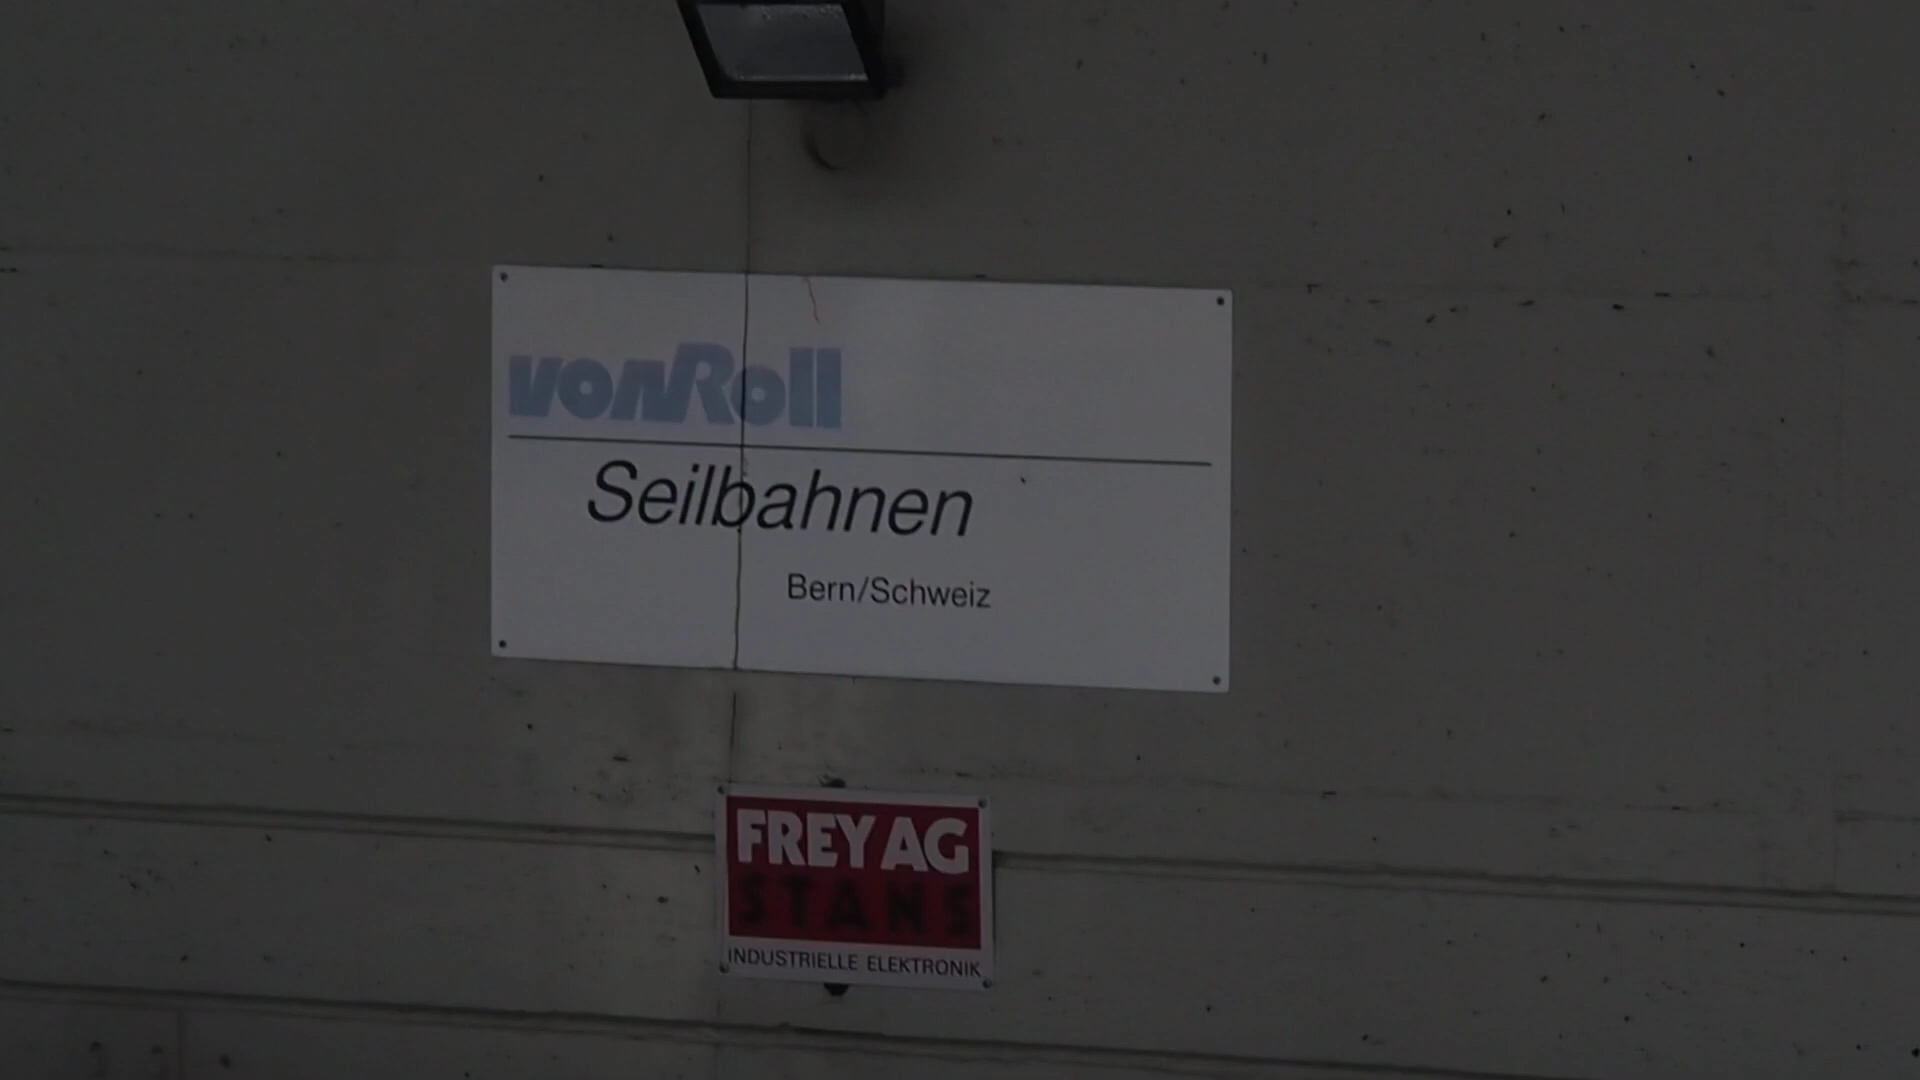 vonRoll
Seilbahnen
Bern/Schweiz
FREY AG
STANS
INDUSTRIELLE ELEKTRONIK